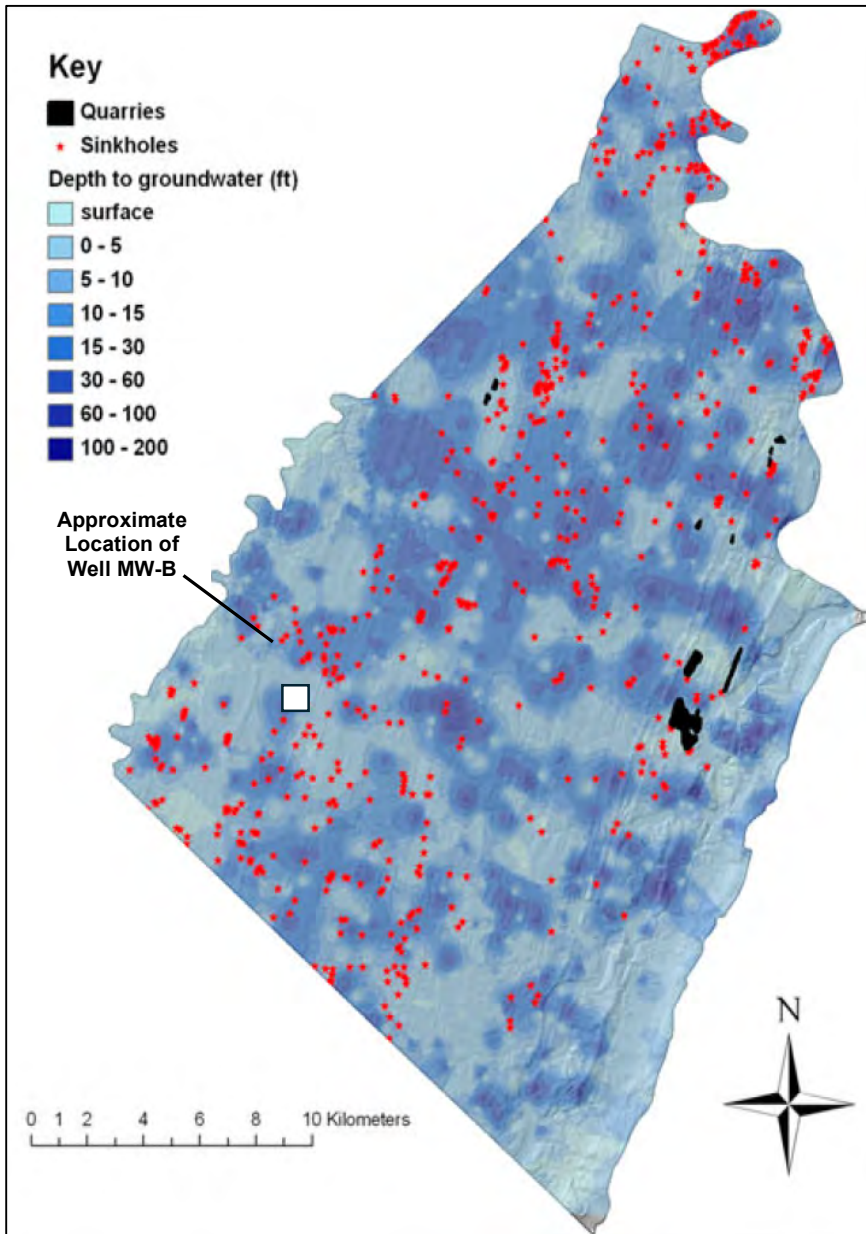 Key
Quarries
Sinkholes
Depth to groundwater (ft)
surface
0 - 5
5 - 10
10 - 15
15 - 30
30 - 60
60 - 100
100 - 200
Approximate
Location of
Well MW-B
N
0 1 2 4 6 8 10 Kilometers